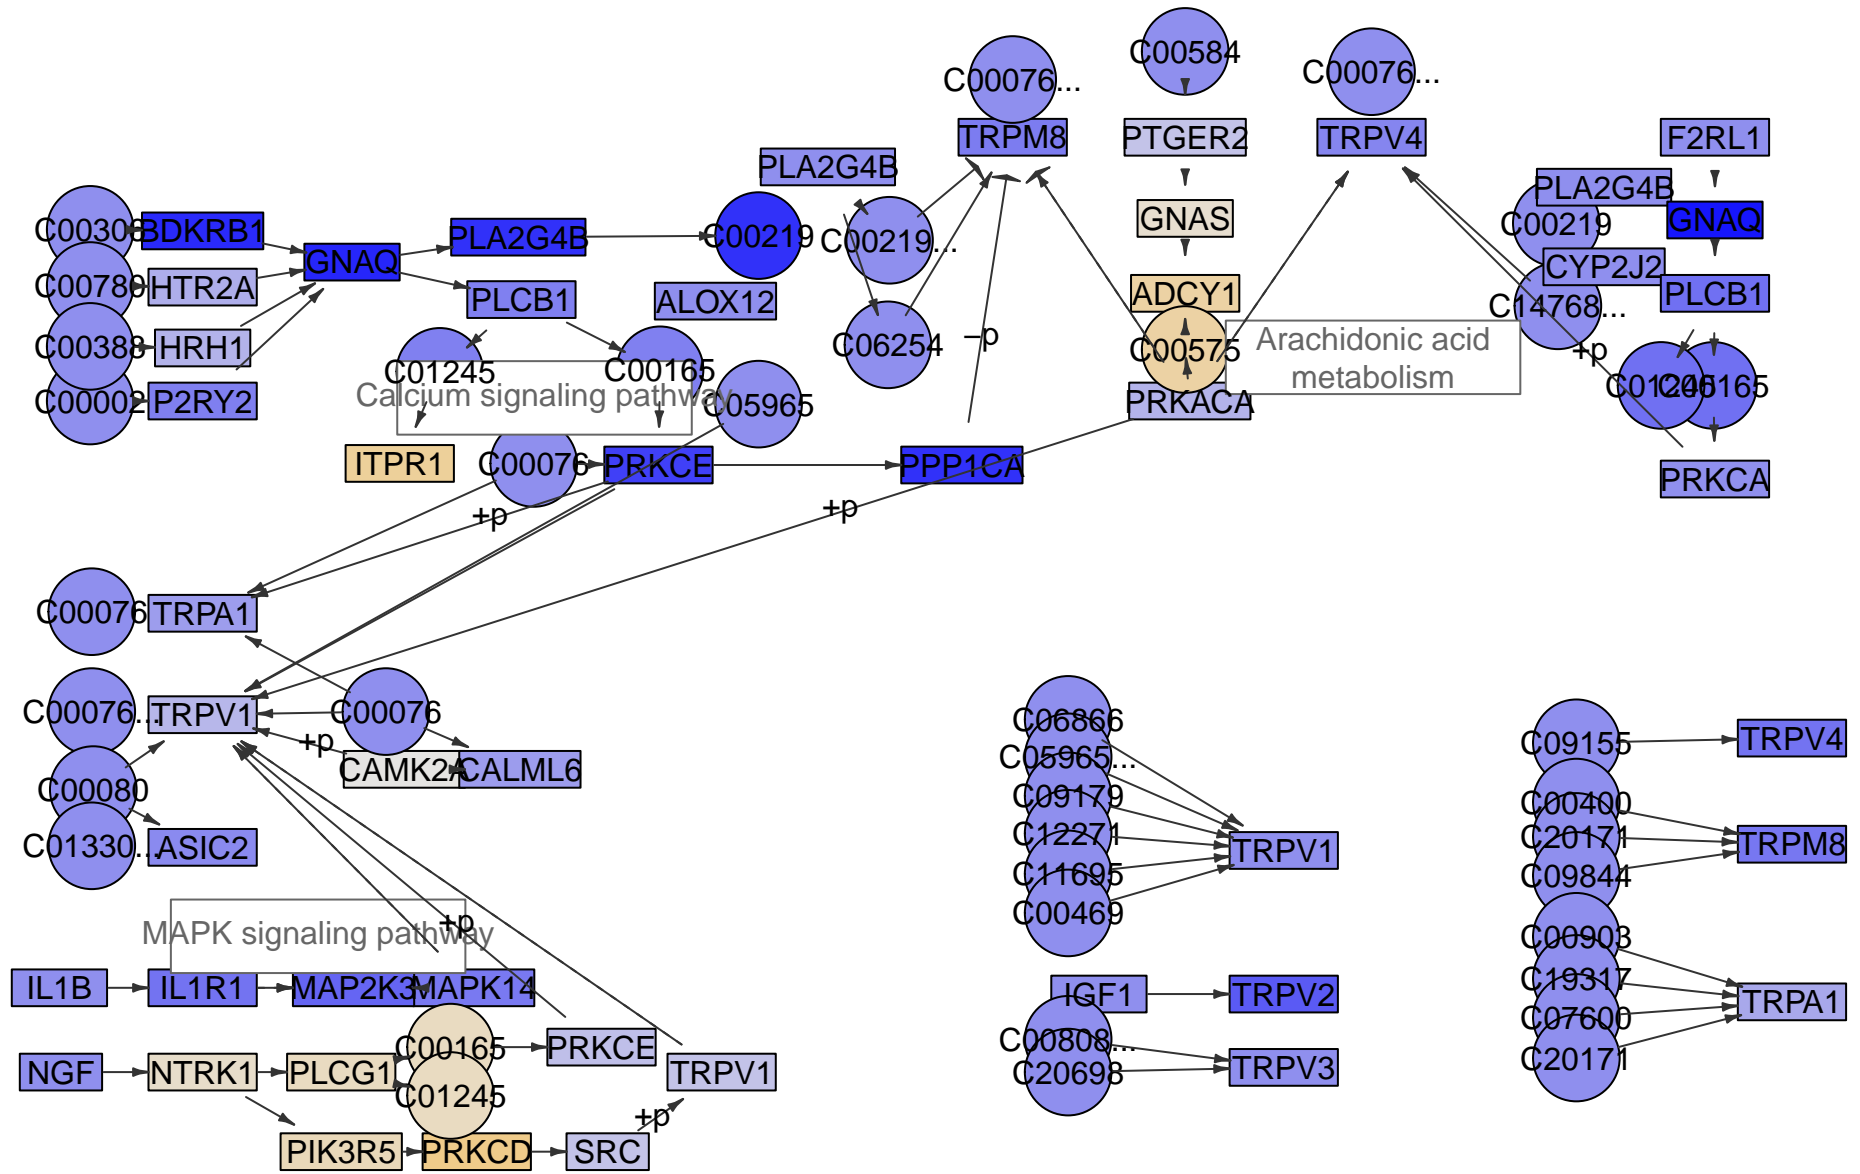 C00584
C00076...
C00076...
TRPM8
PTGER2
TRPV4
F2RL1
PLA2G4B
PLA2G4B
C00219
GNAS
GNAQ
BDKRB1
PLA2G4B
C00219
C00219...
GNAQ
CYP2J2
C00780
HTR2A
PLCB1
ALOX12
ADCY1
PLCB1
C14768...
C00388
HRH1
C06254
–p
C00575
Arachidonic acid
metabolism
+p
C01245
C00165
Calcium signaling pathway
C00002
P2RY2
C05965
PRKACA
C01245
C00165
ITPR1
C00076
PRKCE
PPP1CA
PRKCA
+p
+p
C00076
TRPA1
C00076...
TRPV1
C00076
+p
CAMK2A
CALML6
C00080
C01330...
ASIC2
C06866
C05965...
C09179
C12271
C11695
C00469
TRPV1
C09155
TRPV4
C00400
C20171
C09844
TRPM8
+p
MAPK signaling pathway
IL1B
IL1R1
MAP2K3
MAPK14
IGF1
TRPV2
C00808...
C20698
TRPV3
C00903
C19317
C07600
C20171
TRPA1
NGF
NTRK1
PLCG1
C00165
PRKCE
TRPV1
C01245
+p
PIK3R5
PRKCD
SRC